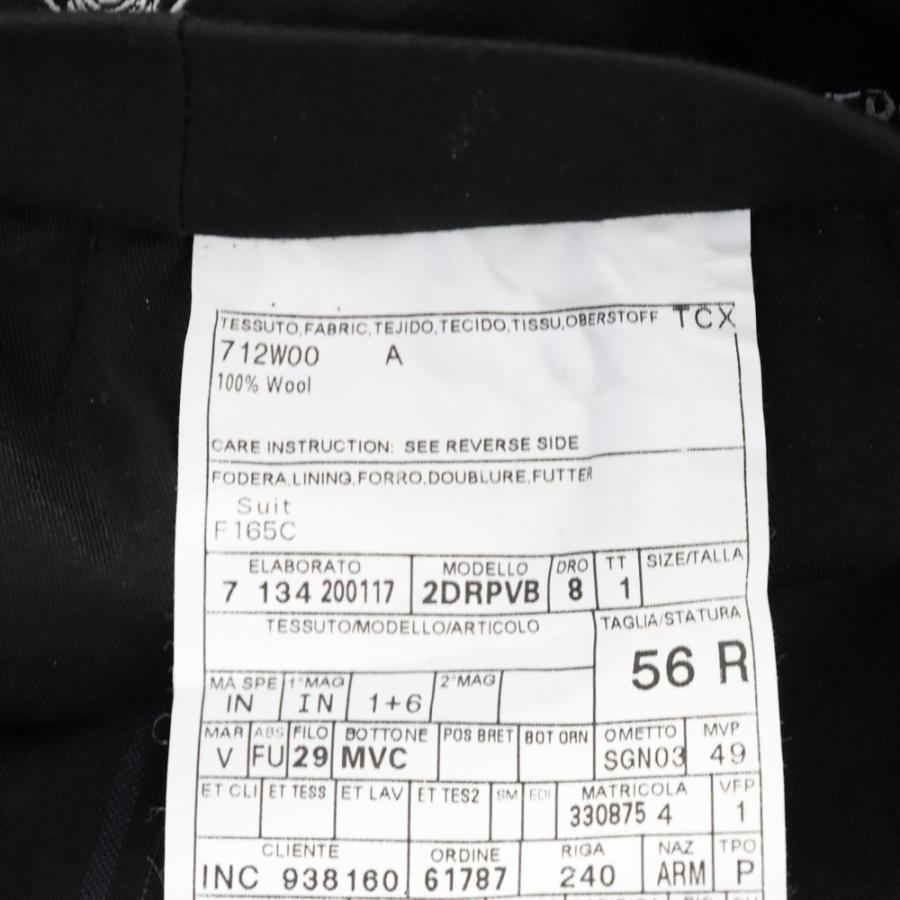 TCX
TESSUTO,FABRIC,TEJIDO,TECIDO,TISSU,OBERSTOFF
712W00 A
100% Wool
CARE INSTRUCTION: SEE REVERSE SIDE
FODERA,LINING,FORRO,DOUBLURE,FUTTER
Suit
F165C
ELABORATO MODELLO DRO TT SIZE/TALLA
7 134 200117 2DRPVB 8 1
TESSUTO/MODELLO/ARTICOLO TAGLIA/STATURA
56 R
MA SPE 1°MAG 2°MAG
IN IN 1+6
MAR ABS FILO BOTTONE POS BRET BOT ORN OMETTO MVP
V FU 29 MVC SGN03 49
ET CLI ET TESS ET LAV ET TES2 SM EDI MATRICOLA VFP
330875 4 1
CLIENTE ORDINE RIGA NAZ TPO
INC 938160 61787 240 ARM P